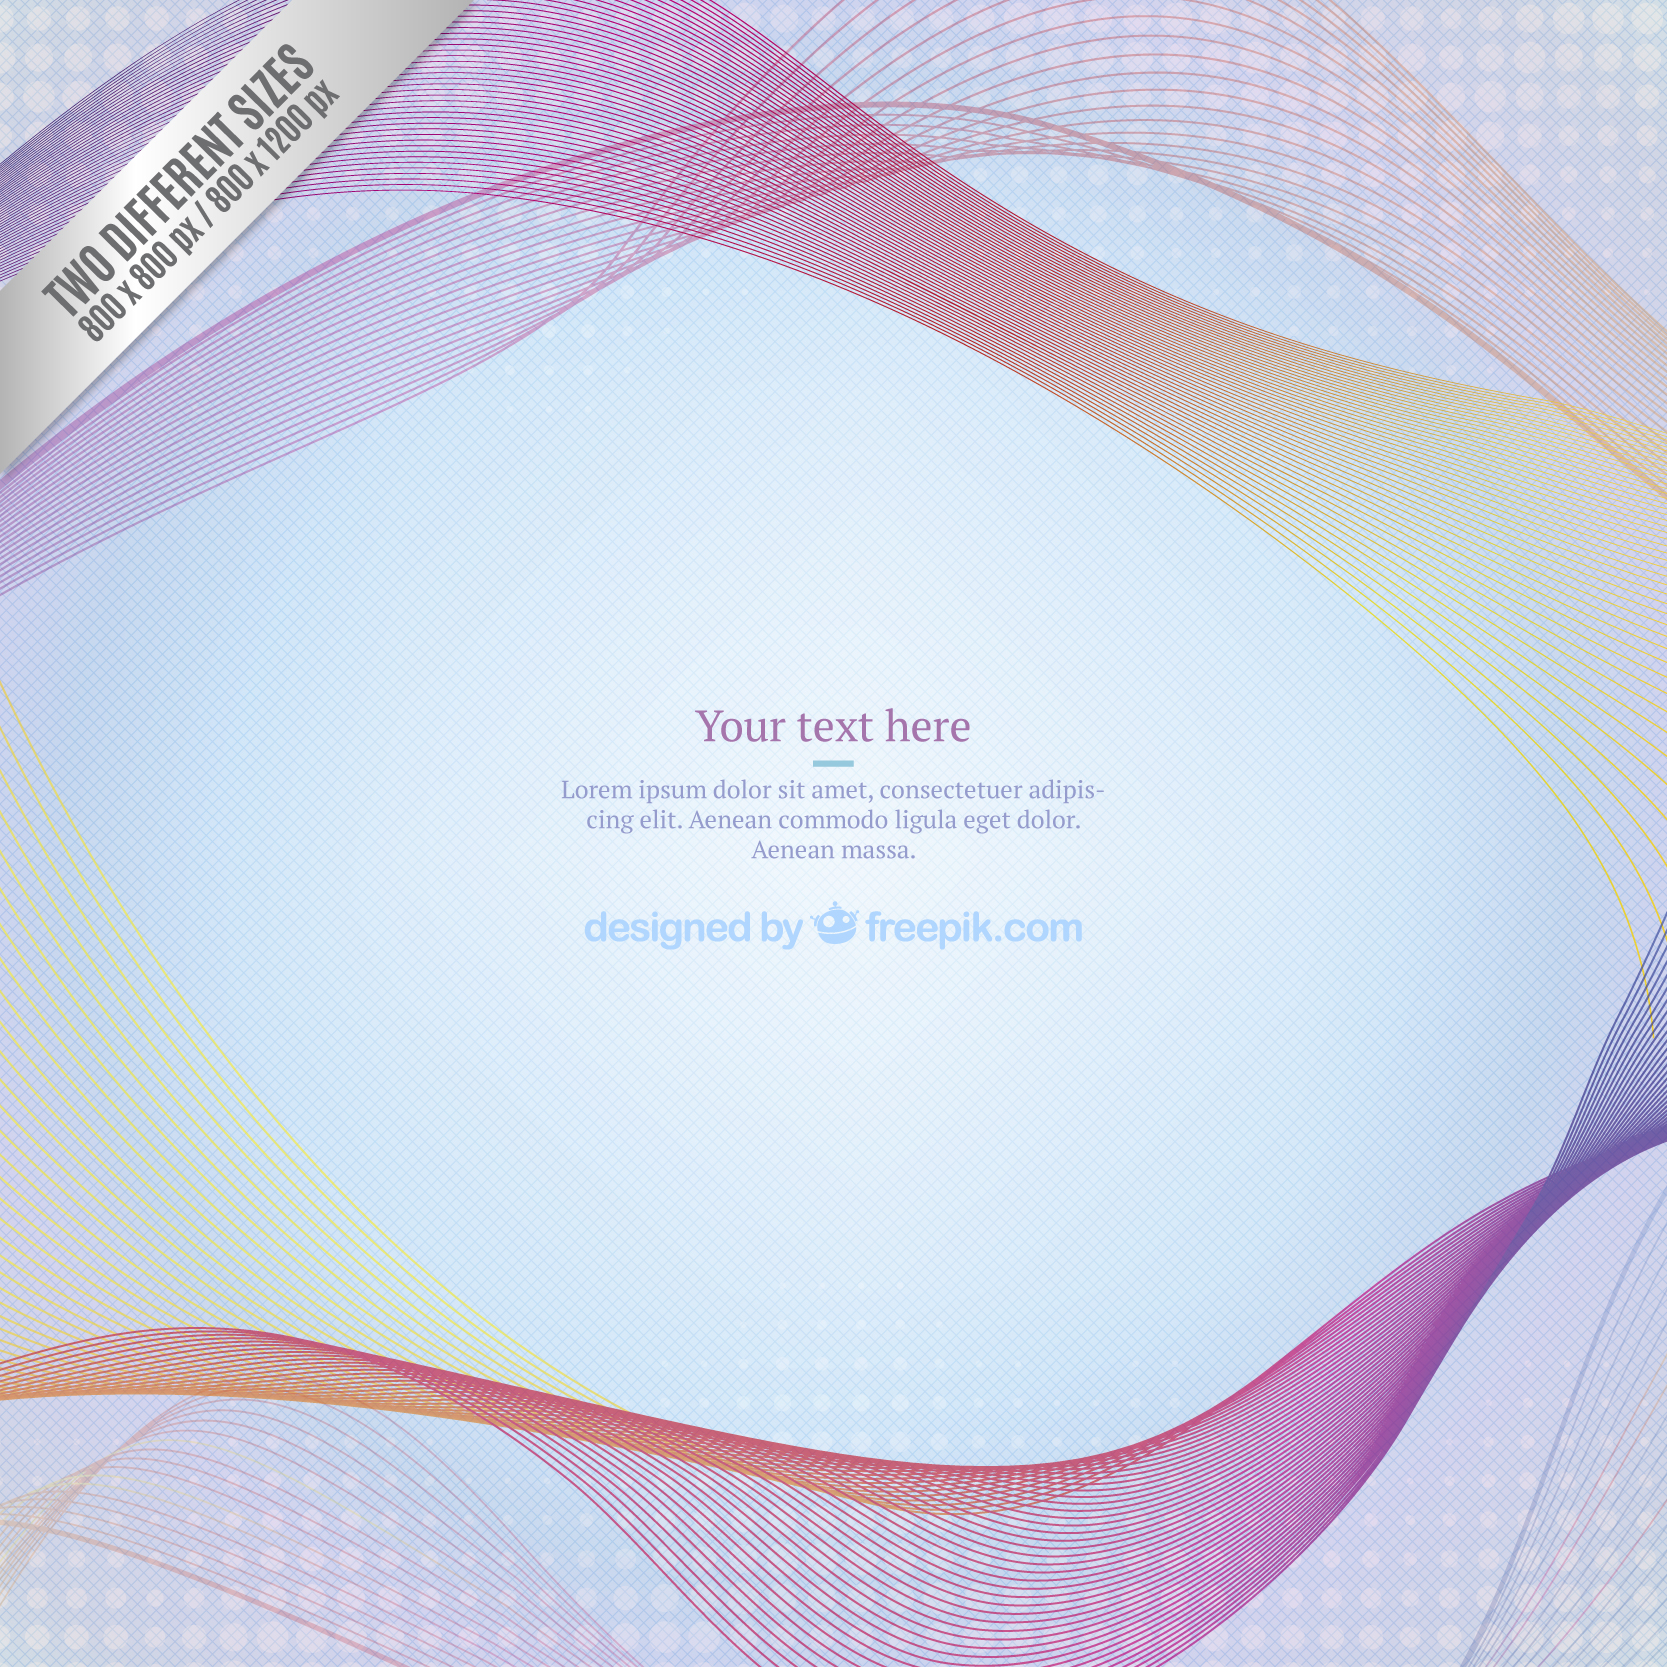 TWO DIFFERENT SIZES
800 x 800 px / 800 x 1200 px
Your text here
Lorem ipsum dolor sit amet, consectetuer adipis-
cing elit. Aenean commodo ligula eget dolor.
Aenean massa.
designed by freepik.com